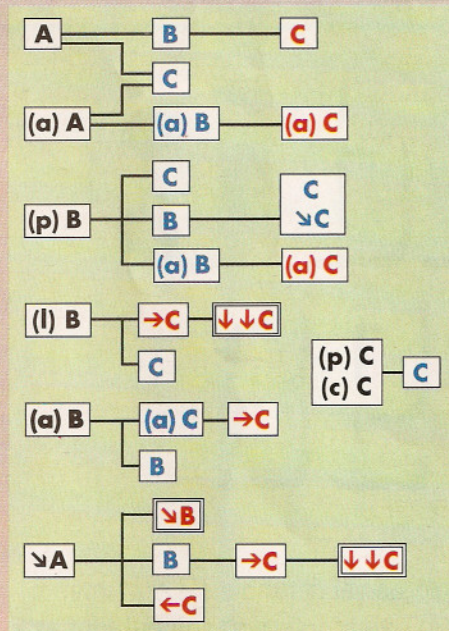 A B C
C
(a) A (a) B (a) C
C
(p) B B C
↘C
(a) B (a) C
(l) B →C ↓↓C
C
(p) C
(c) C C
(a) B (a) C →C
B
↘B
↘A B →C ↓↓C
←C